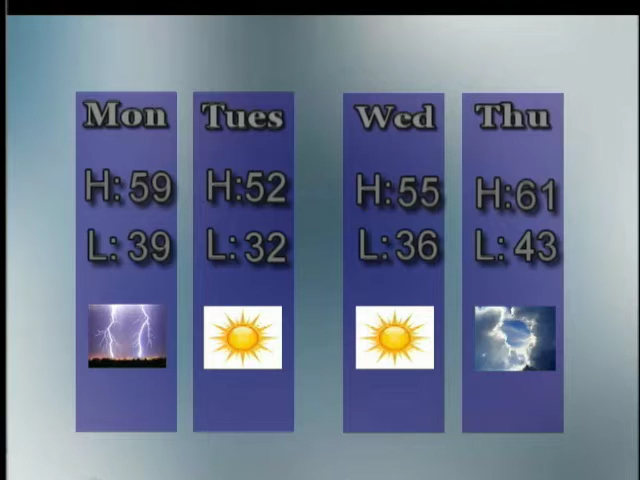 Mon
H: 59
L: 39
Tues
H:52
L: 32
Wed
H:55
L: 36
Thu
H:61
L: 43